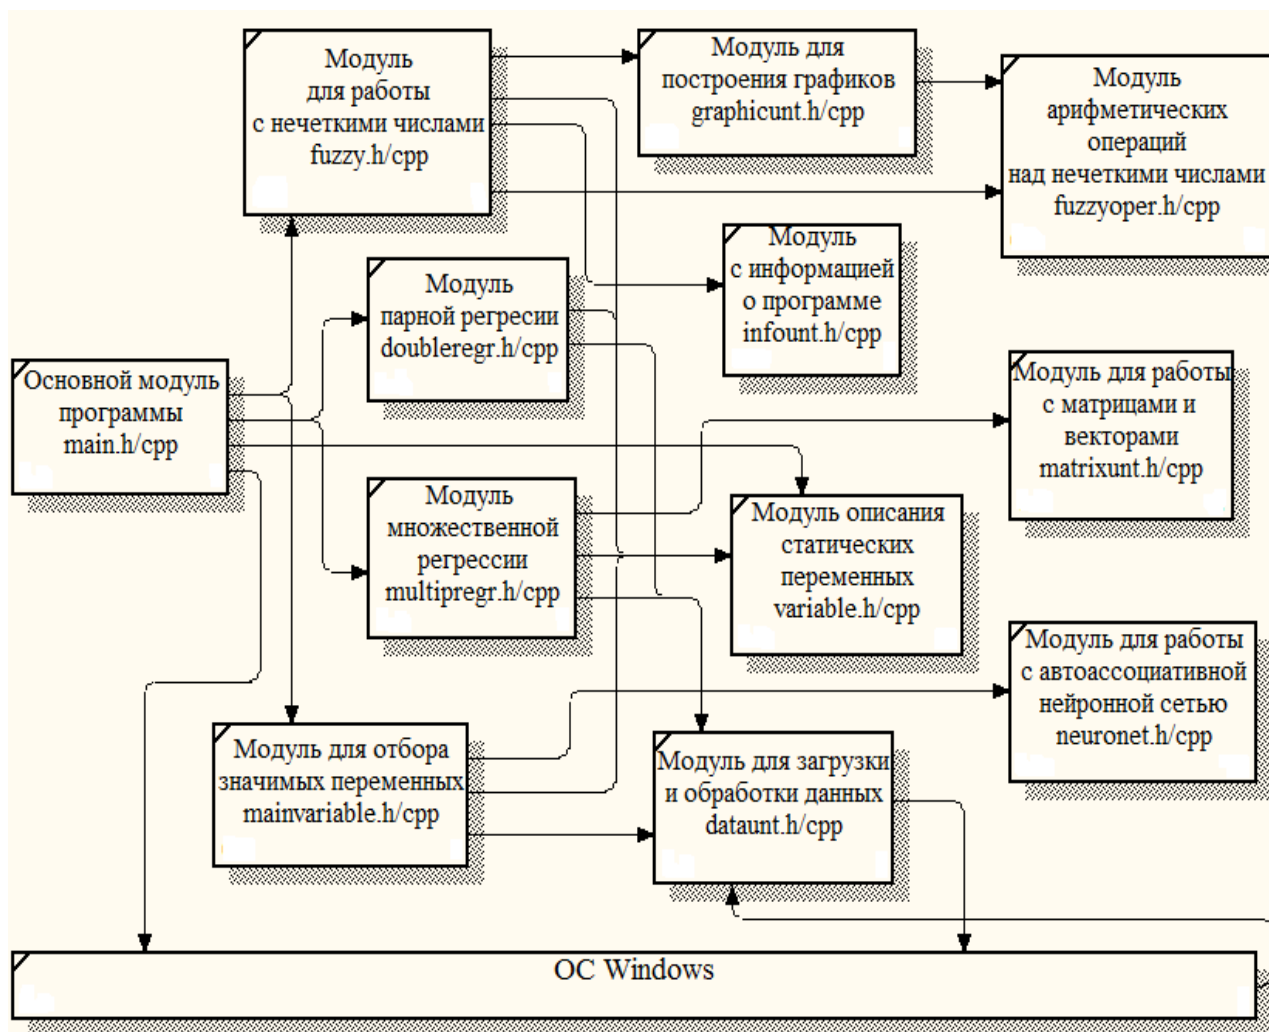 Модуль
для работы
с нечеткими числами
fuzzy.h/cpp
Модуль для
построения графиков
graphicunt.h/cpp
Модуль
арифметических
операций
над нечеткими числами
fuzzyoper.h/cpp
Модуль
с информацией
о программе
infount.h/cpp
Модуль
парной регресии
doubleregr.h/cpp
Основной модуль
программы
main.h/cpp
Модуль для работы
с матрицами и
векторами
matrixunt.h/cpp
Модуль
множественной
регрессии
multipregr.h/cpp
Модуль описания
статических
переменных
variable.h/cpp
Модуль для работы
с автоассоциативной
нейронной сетью
neuronet.h/cpp
Модуль для отбора
значимых переменных
mainvariable.h/cpp
Модуль для загрузки
и обработки данных
dataunt.h/cpp
ОС Windows